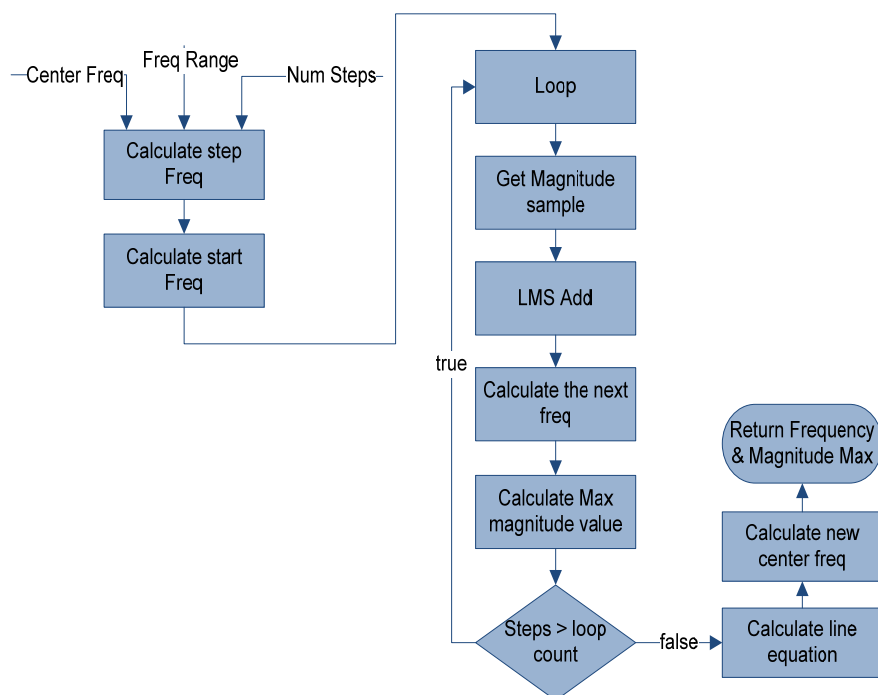 Center Freq
Freq Range
Num Steps
Calculate step
Freq
Calculate start
Freq
Loop
Get Magnitude
sample
LMS Add
true
Calculate the next
freq
Calculate Max
magnitude value
Steps > loop
count
false
Calculate line
equation
Calculate new
center freq
Return Frequency
& Magnitude Max